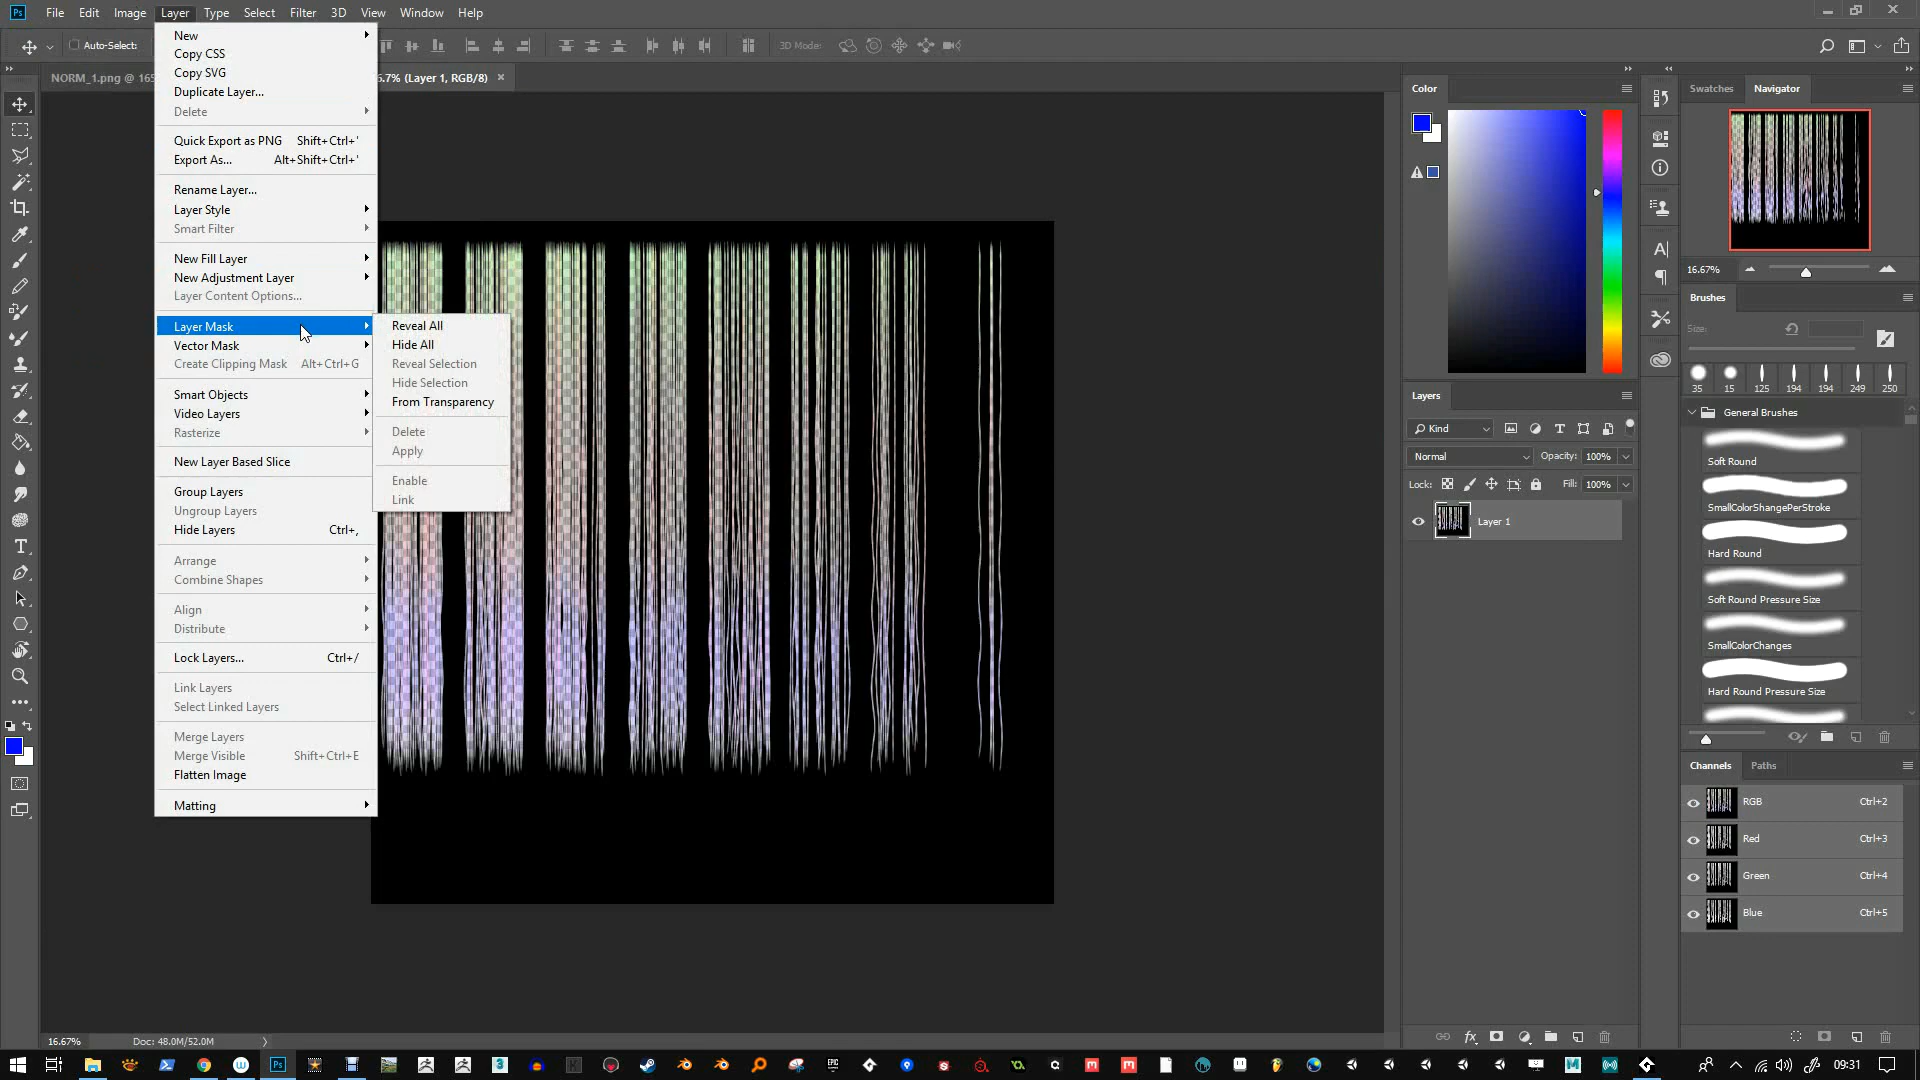 Ps File Edit Image Layer Type Select Filter 3D View Window Help
Auto-Select:
3D Mode:
NORM_1.png @ 165
5.7% (Layer 1, RGB/8)
New
Copy CSS
Copy SVG
Duplicate Layer...
Delete
Quick Export as PNG Shift+Ctrl+'
Export As... Alt+Shift+Ctrl+'
Rename Layer...
Layer Style
Smart Filter
New Fill Layer
New Adjustment Layer
Layer Content Options...
Layer Mask
Vector Mask
Create Clipping Mask Alt+Ctrl+G
Smart Objects
Video Layers
Rasterize
New Layer Based Slice
Group Layers
Ungroup Layers
Hide Layers Ctrl+,
Arrange
Combine Shapes
Align
Distribute
Lock Layers... Ctrl+/
Link Layers
Select Linked Layers
Merge Layers
Merge Visible Shift+Ctrl+E
Flatten Image
Matting
Reveal All
Hide All
Reveal Selection
Hide Selection
From Transparency
Delete
Apply
Enable
Link
Color
Layers
Kind
Normal Opacity: 100%
Lock: Fill: 100%
Layer 1
fx
Swatches Navigator
16.67%
Brushes
Size:
35 15 125 194 194 249 250
General Brushes
Soft Round
SmallColorShangePerStroke
Hard Round
Soft Round Pressure Size
SmallColorChanges
Hard Round Pressure Size
Channels Paths
RGB Ctrl+2
Red Ctrl+3
Green Ctrl+4
Blue Ctrl+5
16.67% Doc: 48.0M/52.0M
09:31